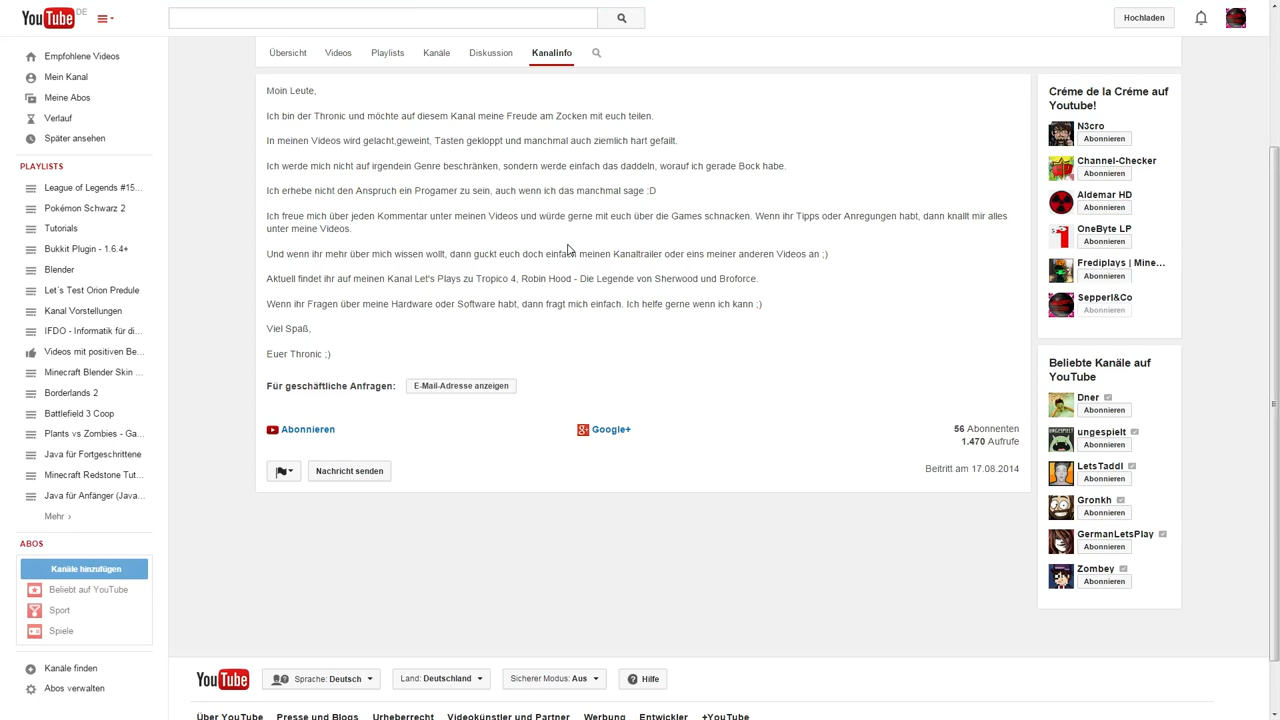 YouTube DE
Hochladen
Übersicht Videos Playlists Kanäle Diskussion Kanalinfo
Empfohlene Videos
Mein Kanal
Meine Abos
Verlauf
Später ansehen
PLAYLISTS
League of Legends #15...
Pokémon Schwarz 2
Tutorials
Bukkit Plugin - 1.6.4+
Blender
Let´s Test Orion Predule
Kanal Vorstellungen
IFDO - Informatik für di...
Videos mit positiven Be...
Minecraft Blender Skin ...
Borderlands 2
Battlefield 3 Coop
Plants vs Zombies - Ga...
Java für Fortgeschrittene
Minecraft Redstone Tut...
Java für Anfänger (Java...
Mehr ›
ABOS
Kanäle hinzufügen
Beliebt auf YouTube
Sport
Spiele
Kanäle finden
Abos verwalten
Moin Leute,
Ich bin der Thronic und möchte auf diesem Kanal meine Freude am Zocken mit euch teilen.
In meinen Videos wird gelacht,geweint, Tasten gekloppt und manchmal auch ziemlich hart gefailt.
Ich werde mich nicht auf irgendein Genre beschränken, sondern werde einfach das daddeln, worauf ich gerade Bock habe.
Ich erhebe nicht den Anspruch ein Progamer zu sein, auch wenn ich das manchmal sage :D
Ich freue mich über jeden Kommentar unter meinen Videos und würde gerne mit euch über die Games schnacken. Wenn ihr Tipps oder Anregungen habt, dann knallt mir alles
unter meine Videos.
Und wenn ihr mehr über mich wissen wollt, dann guckt euch doch einfach meinen Kanaltrailer oder eins meiner anderen Videos an ;)
Aktuell findet ihr auf meinen Kanal Let's Plays zu Tropico 4, Robin Hood - Die Legende von Sherwood und Broforce.
Wenn ihr Fragen über meine Hardware oder Software habt, dann fragt mich einfach. Ich helfe gerne wenn ich kann ;)
Viel Spaß,
Euer Thronic ;)
Für geschäftliche Anfragen: E-Mail-Adresse anzeigen
Abonnieren Google+ 56 Abonnenten
1.470 Aufrufe
Nachricht senden Beitritt am 17.08.2014
Créme de la Créme auf
Youtube!
N3cro
Abonnieren
Channel-Checker
Abonnieren
Aldemar HD
Abonnieren
OneByte LP
Abonnieren
Frediplays | Mine...
Abonnieren
Sepperl&Co
Abonnieren
Beliebte Kanäle auf
YouTube
Dner
Abonnieren
ungespielt
Abonnieren
LetsTaddl
Abonnieren
Gronkh
Abonnieren
GermanLetsPlay
Abonnieren
Zombey
Abonnieren
YouTube Sprache: Deutsch Land: Deutschland Sicherer Modus: Aus Hilfe
Über YouTube Presse und Blogs Urheberrecht Videokünstler und Partner Werbung Entwickler +YouTube